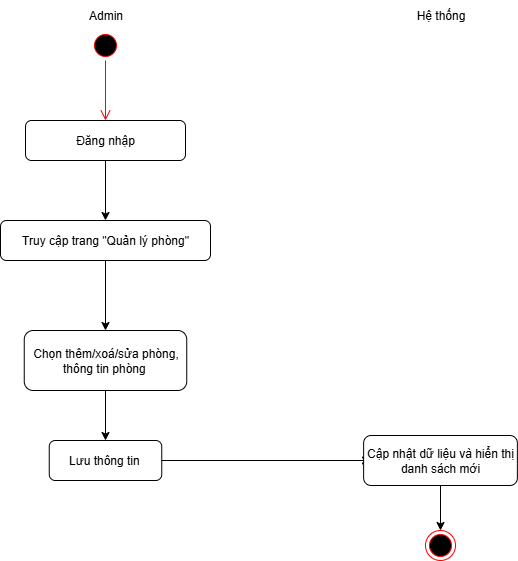 Admin
Hệ thống
Đăng nhập
Truy cập trang "Quản lý phòng"
Chọn thêm/xoá/sửa phòng,
thông tin phòng
Lưu thông tin
Cập nhật dữ liệu và hiển thị
danh sách mới